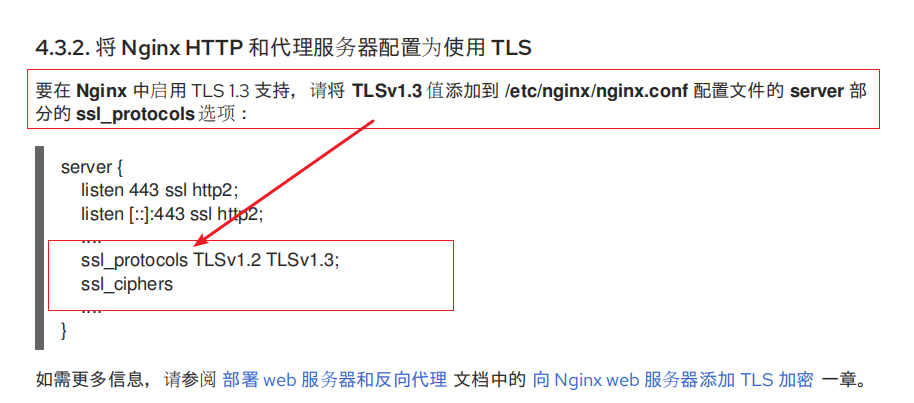 4.3.2. 将 Nginx HTTP 和代理服务器配置为使用 TLS
要在 Nginx 中启用 TLS 1.3 支持，请将 TLSv1.3 值添加到 /etc/nginx/nginx.conf 配置文件的 server 部
分的 ssl_protocols 选项：
server {
listen 443 ssl http2;
listen [::]:443 ssl http2;
....
ssl_protocols TLSv1.2 TLSv1.3;
ssl_ciphers
....
}
如需更多信息，请参阅 部署 web 服务器和反向代理 文档中的 向 Nginx web 服务器添加 TLS 加密 一章。